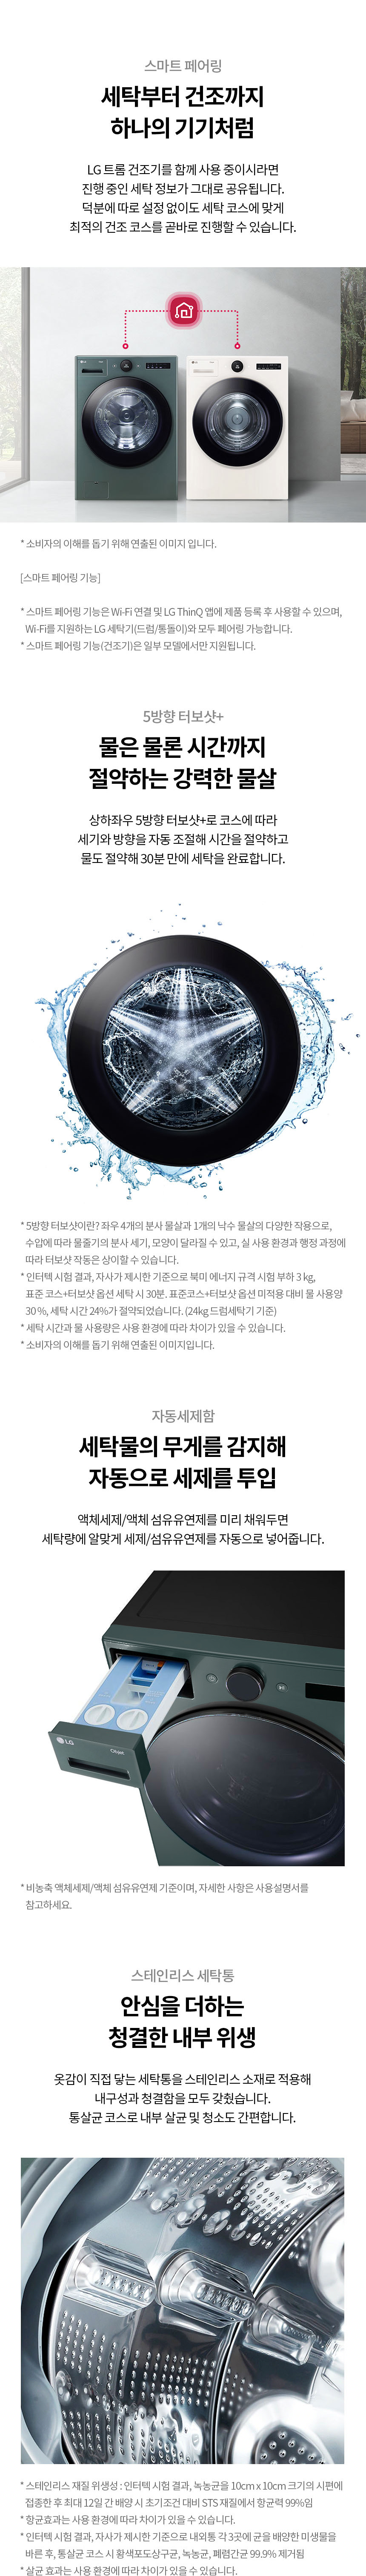 스마트 페어링
세탁부터 건조까지
하나의 기기처럼
LG 트롬 건조기를 함께 사용 중이시라면
진행 중인 세탁 정보가 그대로 공유됩니다.
덕분에 따로 설정 없이도 세탁 코스에 맞게
최적의 건조 코스를 곧바로 진행할 수 있습니다.
* 소비자의 이해를 돕기 위해 연출된 이미지 입니다.
[스마트 페어링 기능]
* 스마트 페어링 기능은 Wi-Fi 연결 및 LG ThinQ 앱에 제품 등록 후 사용할 수 있으며,
Wi-Fi를 지원하는 LG 세탁기(드럼/통돌이)와 모두 페어링 가능합니다.
* 스마트 페어링 기능(건조기)은 일부 모델에서만 지원됩니다.
5방향 터보샷+
물은 물론 시간까지
절약하는 강력한 물살
상하좌우 5방향 터보샷+로 코스에 따라
세기와 방향을 자동 조절해 시간을 절약하고
물도 절약해 30분 만에 세탁을 완료합니다.
* 5방향 터보샷이란? 좌우 4개의 분사 물살과 1개의 낙수 물살의 다양한 작용으로,
수압에 따라 물줄기의 분사 세기, 모양이 달라질 수 있고, 실 사용 환경과 행정 과정에
따라 터보샷 작동은 상이할 수 있습니다.
* 인터텍 시험 결과, 자사가 제시한 기준으로 북미 에너지 규격 시험 부하 3 kg,
표준 코스+터보샷 옵션 세탁 시 30분. 표준코스+터보샷 옵션 미적용 대비 물 사용양
30 %, 세탁 시간 24%가 절약되었습니다. (24kg 드럼세탁기 기준)
* 세탁 시간과 물 사용량은 사용 환경에 따라 차이가 있을 수 있습니다.
* 소비자의 이해를 돕기 위해 연출된 이미지입니다.
자동세제함
세탁물의 무게를 감지해
자동으로 세제를 투입
액체세제/액체 섬유유연제를 미리 채워두면
세탁량에 알맞게 세제/섬유유연제를 자동으로 넣어줍니다.
LG
Objet
* 비농축 액체세제/액체 섬유유연제 기준이며, 자세한 사항은 사용설명서를
참고하세요.
스테인리스 세탁통
안심을 더하는
청결한 내부 위생
옷감이 직접 닿는 세탁통을 스테인리스 소재로 적용해
내구성과 청결함을 모두 갖췄습니다.
통살균 코스로 내부 살균 및 청소도 간편합니다.
* 스테인리스 재질 위생성 : 인터텍 시험 결과, 녹농균을 10cm x 10cm 크기의 시편에
접종한 후 최대 12일 간 배양 시 초기조건 대비 STS 재질에서 항균력 99%임
* 항균효과는 사용 환경에 따라 차이가 있을 수 있습니다.
* 인터텍 시험 결과, 자사가 제시한 기준으로 내외통 각 3곳에 균을 배양한 미생물을
바른 후, 통살균 코스 시 황색포도상구균, 녹농균, 폐렴간균 99.9% 제거됨
* 살균 효과는 사용 환경에 따라 차이가 있을 수 있습니다.